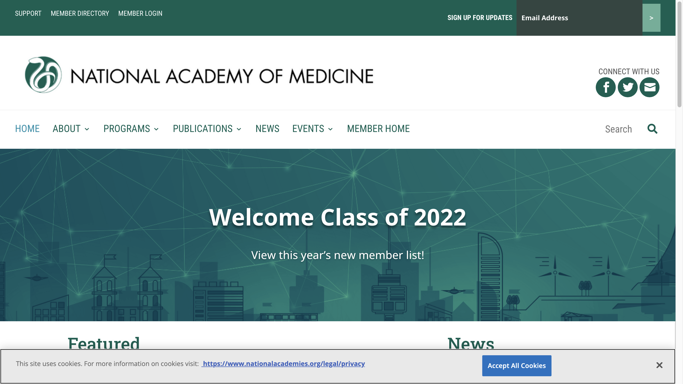 SUPPORT MEMBER DIRECTORY MEMBER LOGIN
SIGN UP FOR UPDATES Email Address >
NATIONAL ACADEMY OF MEDICINE
CONNECT WITH US
HOME ABOUT PROGRAMS PUBLICATIONS NEWS EVENTS MEMBER HOME Search
Welcome Class of 2022
View this year's new member list!
Featured News
This site uses cookies. For more information on cookies visit: https://www.nationalacademies.org/legal/privacy Accept All Cookies